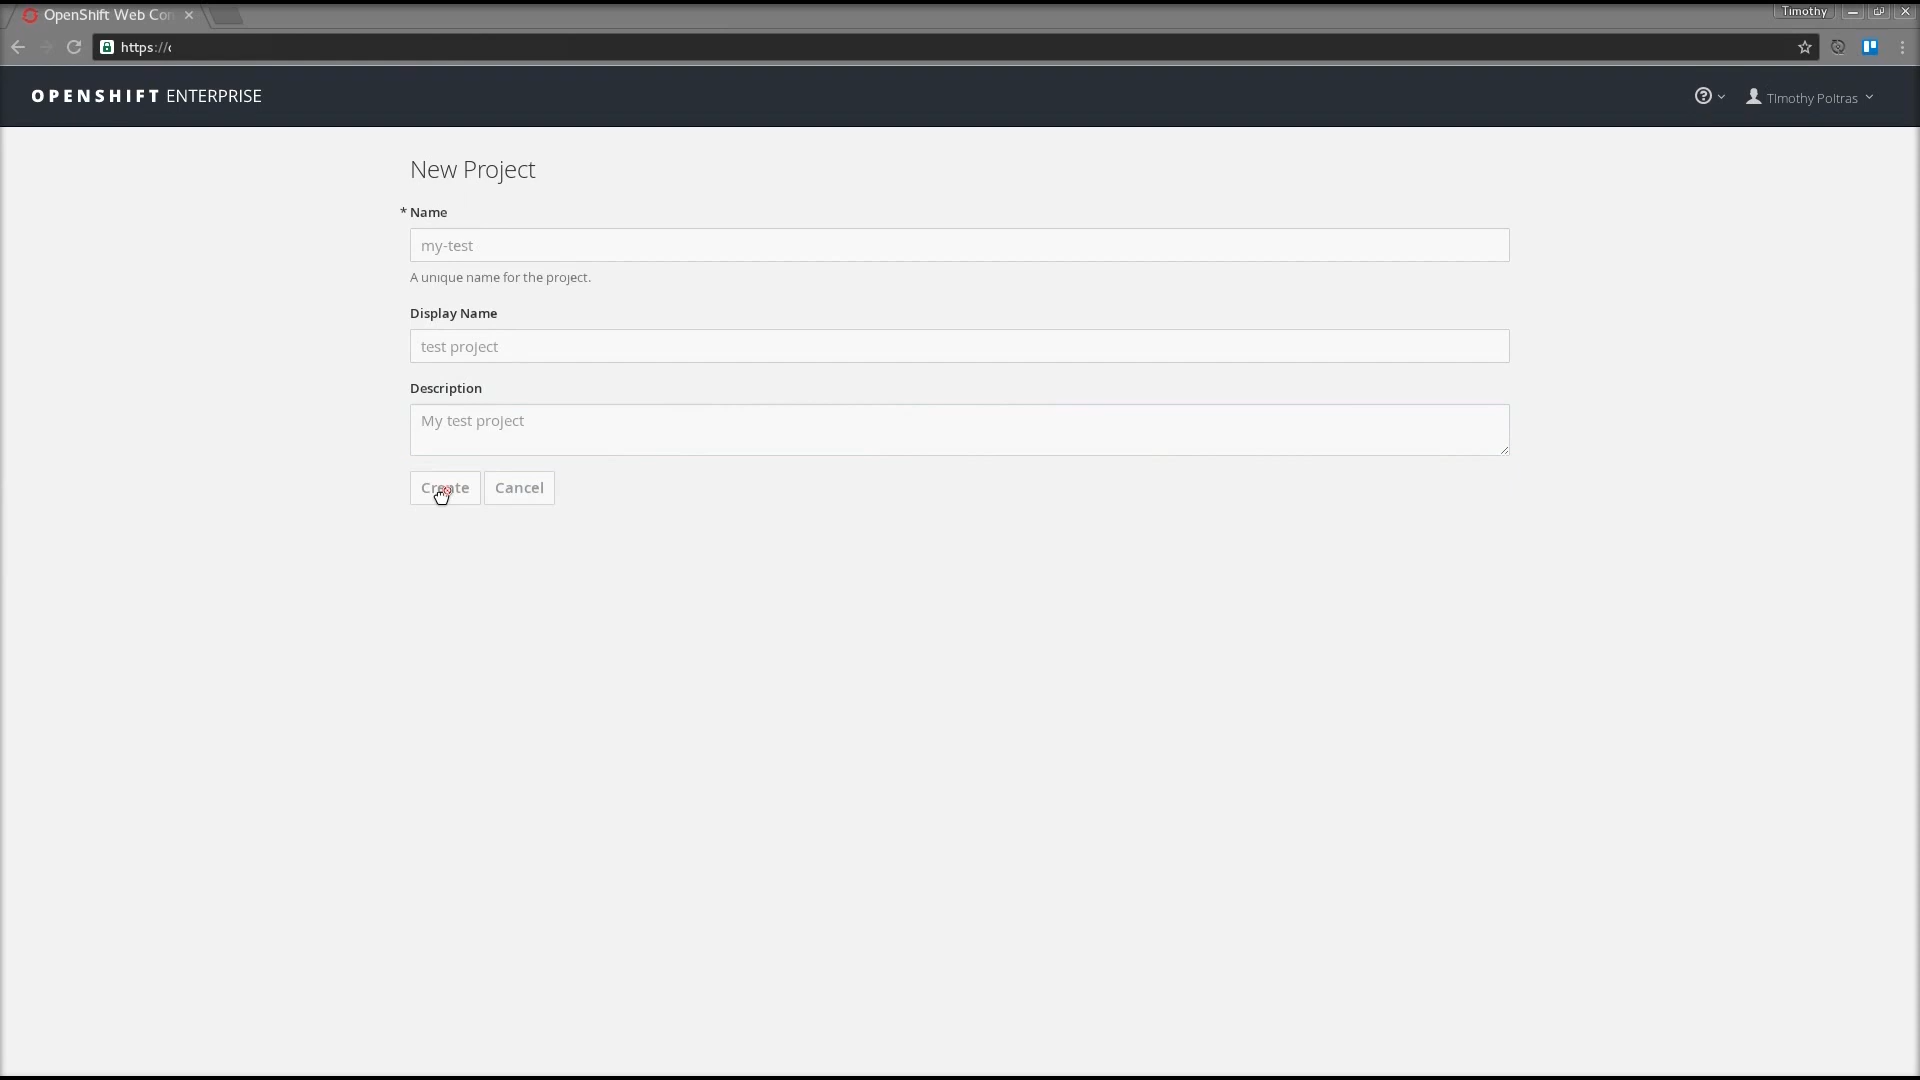 OpenShift Web Con
Timothy
https://
OPENSHIFT ENTERPRISE
Timothy Poitras
New Project
* Name
my-test
A unique name for the project.
Display Name
test project
Description
My test project
Create
Cancel